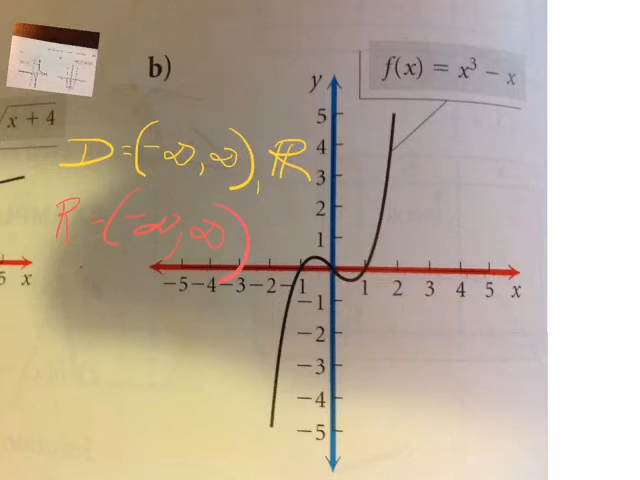 b)
f(x) = x³ − x
y
√x + 4
5
4
3
2
1
D = (-∞, ∞), ℝ
R = (-∞, ∞)
5 x
−5 −4 −3 −2 −1 1 2 3 4 5 x
−1
−2
−3
−4
−5